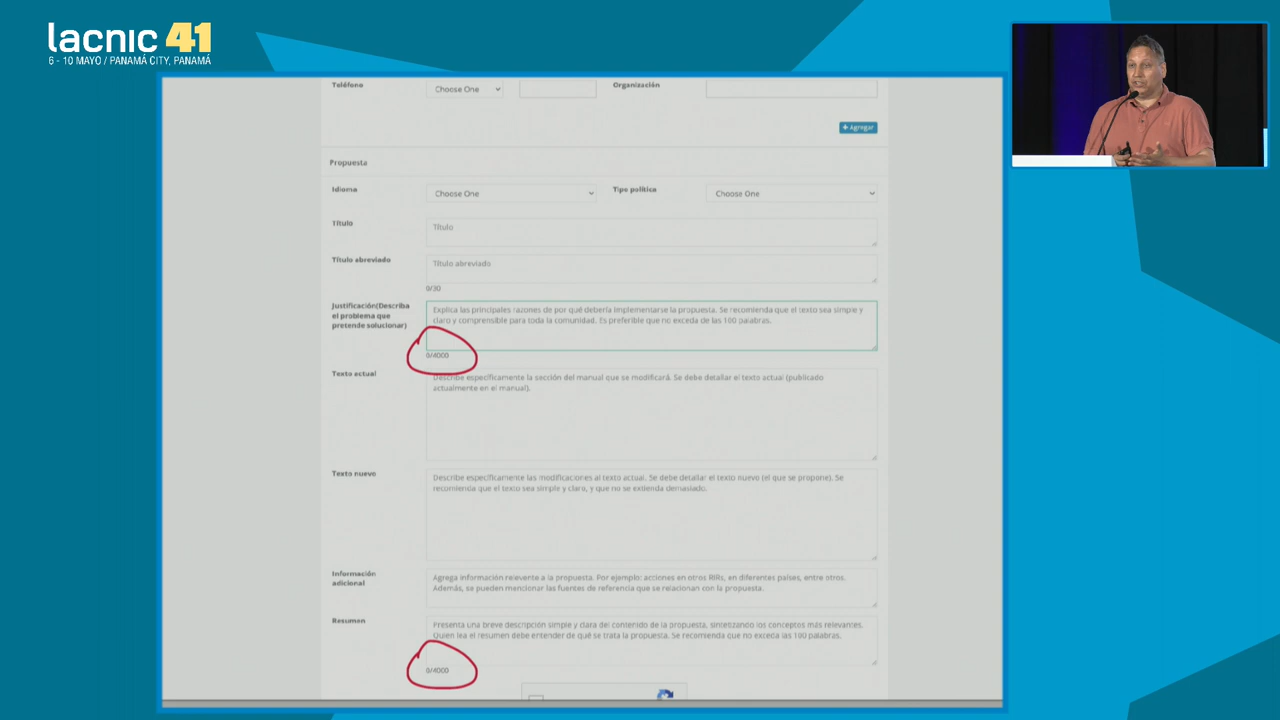 lacnic 41
6 - 10 MAYO / PANAMÁ CITY, PANAMÁ
Teléfono
Choose One
Organización
+ Agregar
Propuesta
Idioma
Choose One
Tipo política
Choose One
Título
Título
Título abreviado
Título abreviado
0/30
Justificación(Describa
el problema que
pretende solucionar)
Explica las principales razones de por qué debería implementarse la propuesta. Se recomienda que el texto sea simple y
claro y comprensible para toda la comunidad. Es preferible que no exceda de las 100 palabras.
0/4000
Texto actual
Describe específicamente la sección del manual que se modificará. Se debe detallar el texto actual (publicado
actualmente en el manual).
Texto nuevo
Describe específicamente las modificaciones al texto actual. Se debe detallar el texto nuevo (el que se propone). Se
recomienda que el texto sea simple y claro, y que no se extienda demasiado.
Información
adicional
Agrega información relevante a la propuesta. Por ejemplo: acciones en otros RIRs, en diferentes países, entre otros.
Además, se pueden mencionar las fuentes de referencia que se relacionan con la propuesta.
Resumen
Presenta una breve descripción simple y clara del contenido de la propuesta, sintetizando los conceptos más relevantes.
Quien lea el resumen debe entender de qué se trata la propuesta. Se recomienda que no exceda las 100 palabras.
0/4000